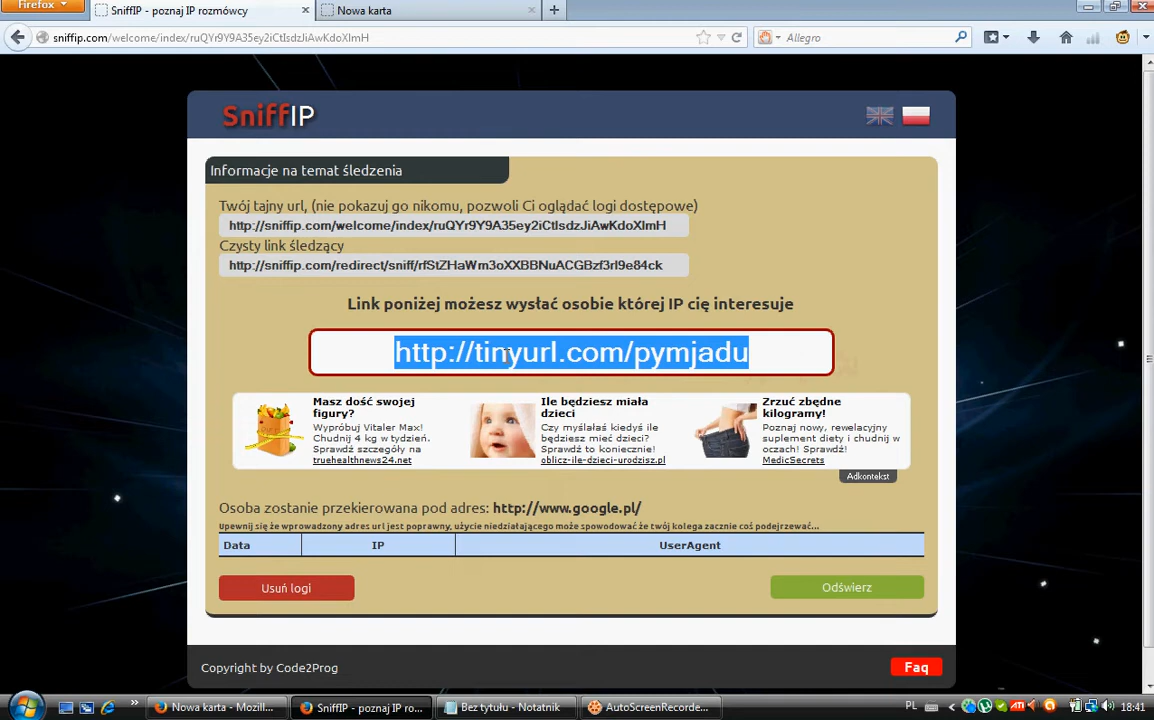 Firefox
SniffIP - poznaj IP rozmówcy
Nowa karta
sniffip.com/welcome/index/ruQYr9Y9A35ey2iCtIsdzJiAwKdoXImH
Allegro
SniffIP
Informacje na temat śledzenia
Twój tajny url, (nie pokazuj go nikomu, pozwoli Ci oglądać logi dostępowe)
http://sniffip.com/welcome/index/ruQYr9Y9A35ey2iCtIsdzJiAwKdoXImH
Czysty link śledzący
http://sniffip.com/redirect/sniff/rfStZHaWm3oXXBBNuACGBzf3rl9e84ck
Link poniżej możesz wysłać osobie której IP cię interesuje
http://tinyurl.com/pymjadu
Masz dość swojej
figury?
Wypróbuj Vitaler Max!
Chudnij 4 kg w tydzień.
Sprawdź szczegóły na
truehealthnews24.net
Ile będziesz miała
dzieci
Czy myślałaś kiedyś ile
będziesz mieć dzieci?
Sprawdź to koniecznie!
oblicz-ile-dzieci-urodzisz.pl
Zrzuć zbędne
kilogramy!
Poznaj nowy, rewelacyjny
suplement diety i chudnij w
oczach! Sprawdź!
MedicSecrets
Adkontekst
Osoba zostanie przekierowana pod adres: http://www.google.pl/
Upewnij się że wprowadzony adres url jest poprawny, użycie niedziałającego może spowodować że twój kolega zacznie coś podejrzewać...
Data IP UserAgent
Usuń logi
Odświerz
Copyright by Code2Prog
Faq
Nowa karta - Mozill...
SniffIP - poznaj IP ro...
Bez tytułu - Notatnik
AutoScreenRecorde...
PL
18:41